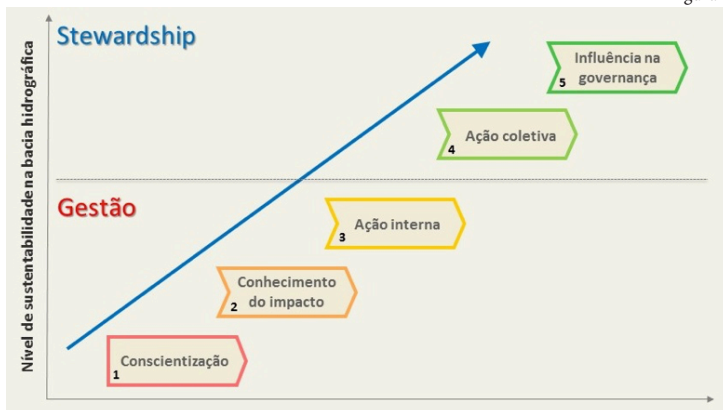 Stewardship
Nível de sustentabilidade na bacia hidrográfica
Influência na
governança
5
Ação coletiva
4
Gestão
Ação interna
3
Conhecimento
do impacto
2
Conscientização
1